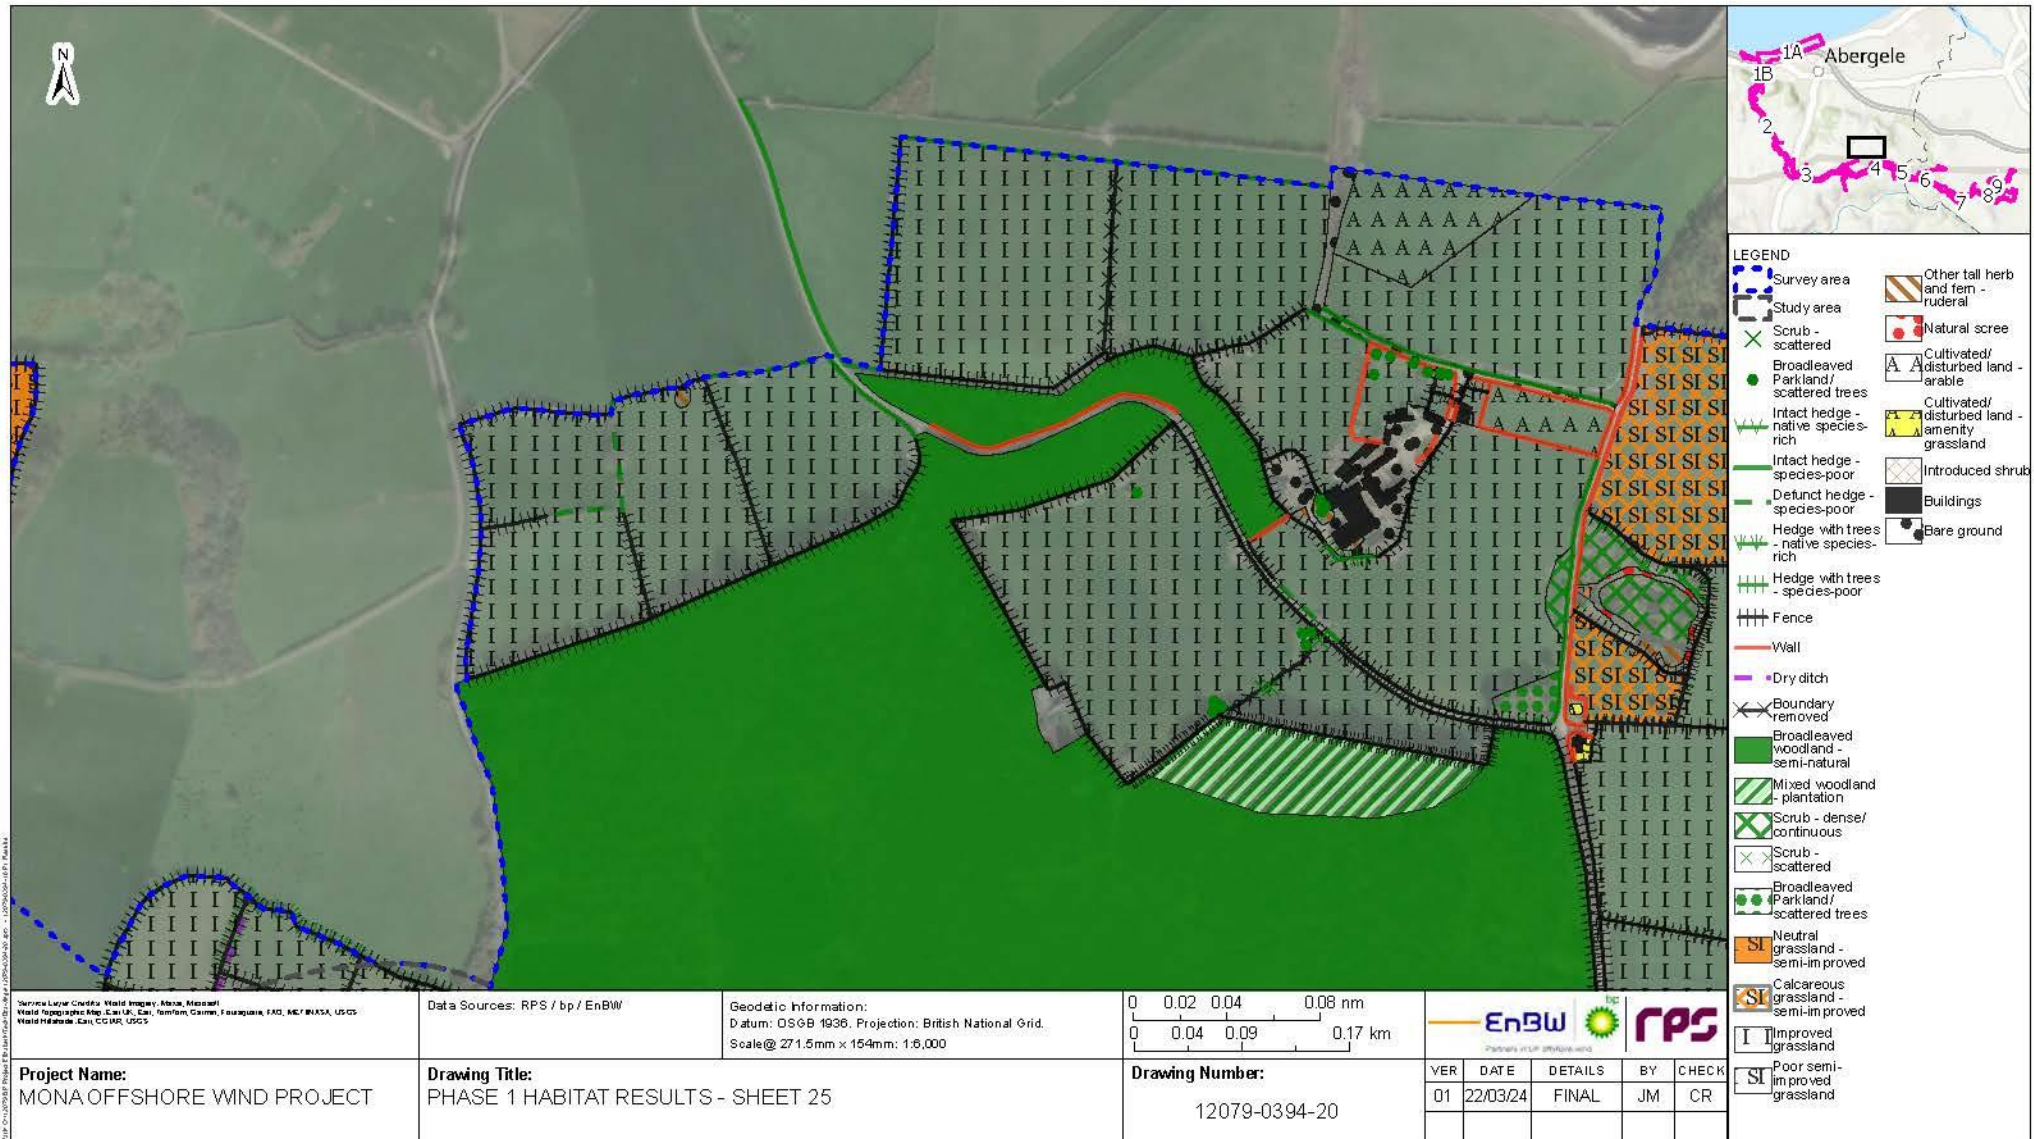 N
1A
Abergele
1B
2
3
4
5
6
7
8
9
LEGEND
Survey area
Study area
Scrub -
scattered
Broadleaved
Parkland/
scattered trees
Intact hedge -
native species-
rich
Intact hedge -
species-poor
Defunct hedge -
species-poor
Hedge with trees
- native species-
rich
Hedge with trees
- species-poor
Fence
Wall
Dry ditch
Boundary
removed
Broadleaved
woodland -
semi-natural
Mixed woodland
- plantation
Scrub - dense/
continuous
Scrub -
scattered
Broadleaved
Parkland/
scattered trees
SI Neutral
grassland -
semi-improved
SI Calcareous
grassland -
semi-improved
I I Improved
grassland
SI Poor semi-
improved
grassland
Other tall herb
and fern -
ruderal
Natural scree
A A Cultivated/
disturbed land -
arable
A A Cultivated/
disturbed land -
amenity
grassland
Introduced shrub
Buildings
Bare ground
Data Sources: RPS / bp / EnBW
Geodetic Information:
Datum: OSGB 1936. Projection: British National Grid.
Scale@ 271.5mm x 154mm: 1:6,000
0 0.02 0.04 0.08 nm
0 0.04 0.09 0.17 km
EnBW bp rps
Project Name:
MONA OFFSHORE WIND PROJECT
Drawing Title:
PHASE 1 HABITAT RESULTS - SHEET 25
Drawing Number:
12079-0394-20
VER DATE DETAILS BY CHECK
01 22/03/24 FINAL JM CR